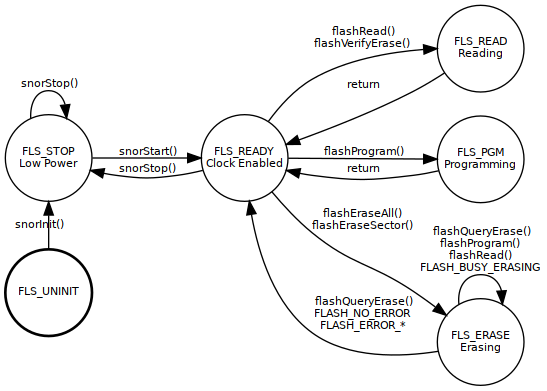 flashRead()
flashVerifyErase()
FLS_READ
Reading
return
snorStop()
FLS_STOP
Low Power
snorStart()
snorStop()
FLS_READY
Clock Enabled
flashProgram()
return
FLS_PGM
Programming
snorInit()
FLS_UNINIT
flashEraseAll()
flashEraseSector()
flashQueryErase()
flashProgram()
flashRead()
FLASH_BUSY_ERASING
flashQueryErase()
FLASH_NO_ERROR
FLASH_ERROR_*
FLS_ERASE
Erasing